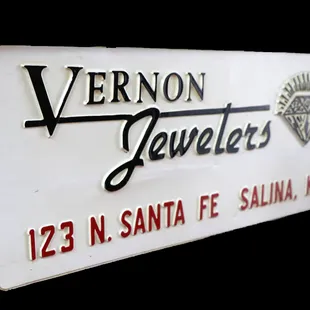 VERNON
Jewelers
123 N. SANTA FE SALINA,